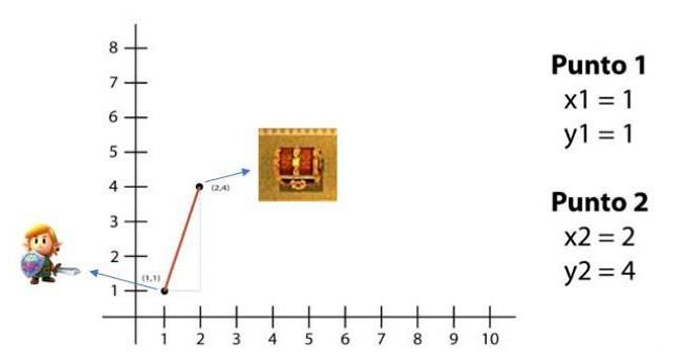 8
7
6
5
4
3
2
1
(2,4)
(1,1)
1 2 3 4 5 6 7 8 9 10
Punto 1
x1 = 1
y1 = 1
Punto 2
x2 = 2
y2 = 4